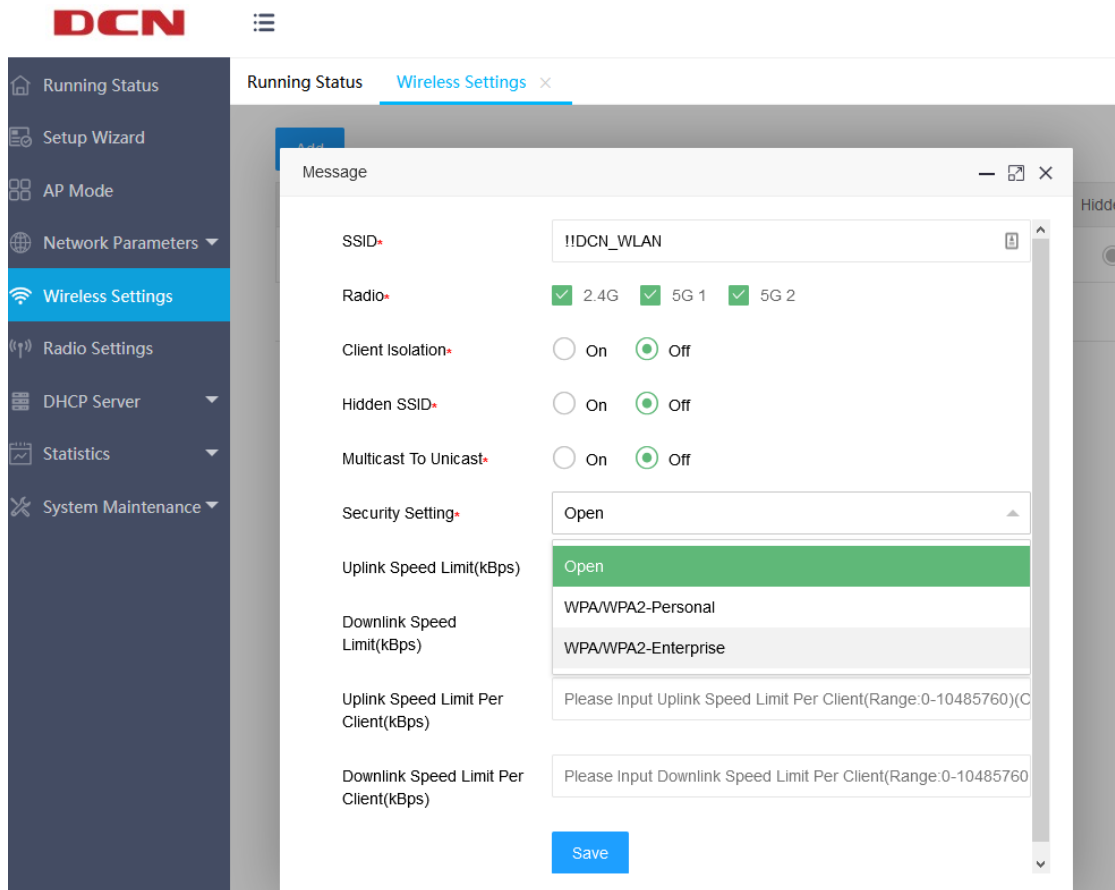 DCN
Running Status
Setup Wizard
AP Mode
Network Parameters
Wireless Settings
Radio Settings
DHCP Server
Statistics
System Maintenance
Running Status Wireless Settings
Add
Message
SSID*
!!DCN_WLAN
Radio*
2.4G 5G 1 5G 2
Client Isolation*
On Off
Hidden SSID*
On Off
Multicast To Unicast*
On Off
Security Setting*
Open
Uplink Speed Limit(kBps)
Open
WPA/WPA2-Personal
Downlink Speed
Limit(kBps)
WPA/WPA2-Enterprise
Uplink Speed Limit Per
Client(kBps)
Please Input Uplink Speed Limit Per Client(Range:0-10485760)(C
Downlink Speed Limit Per
Client(kBps)
Please Input Downlink Speed Limit Per Client(Range:0-10485760
Save